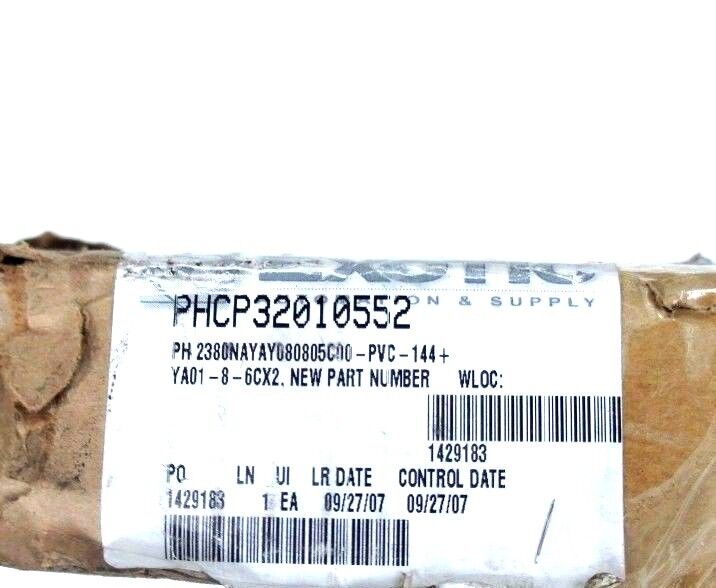 EXOTIC
ON & SUPPLY
PHCP32010552
PH 2380NAYAY080805C00-PVC-144+
YA01-8-6CX2, NEW PART NUMBER WLOC:
1429183
PO LN UI LR DATE CONTROL DATE
1429183 1 EA 09/27/07 09/27/07